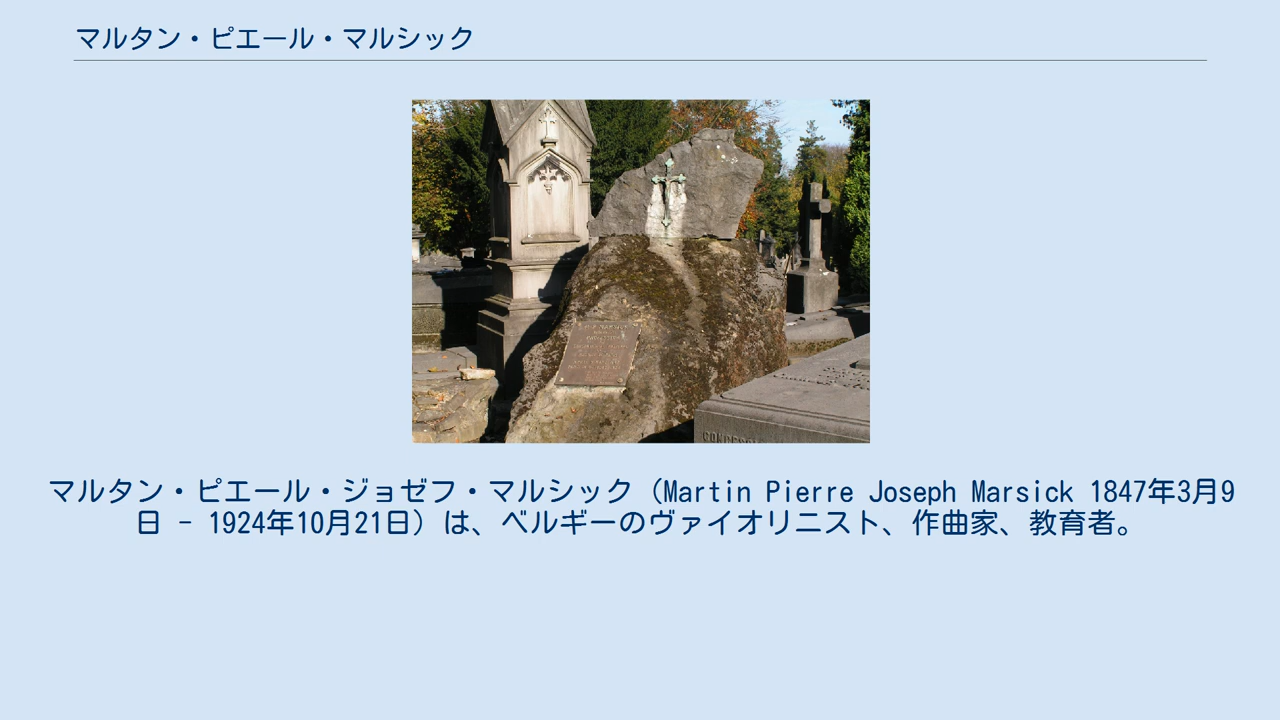 マルタン・ピエール・マルシック
マルタン・ピエール・ジョゼフ・マルシック（Martin Pierre Joseph Marsick 1847年3月9
日 - 1924年10月21日）は、ベルギーのヴァイオリニスト、作曲家、教育者。